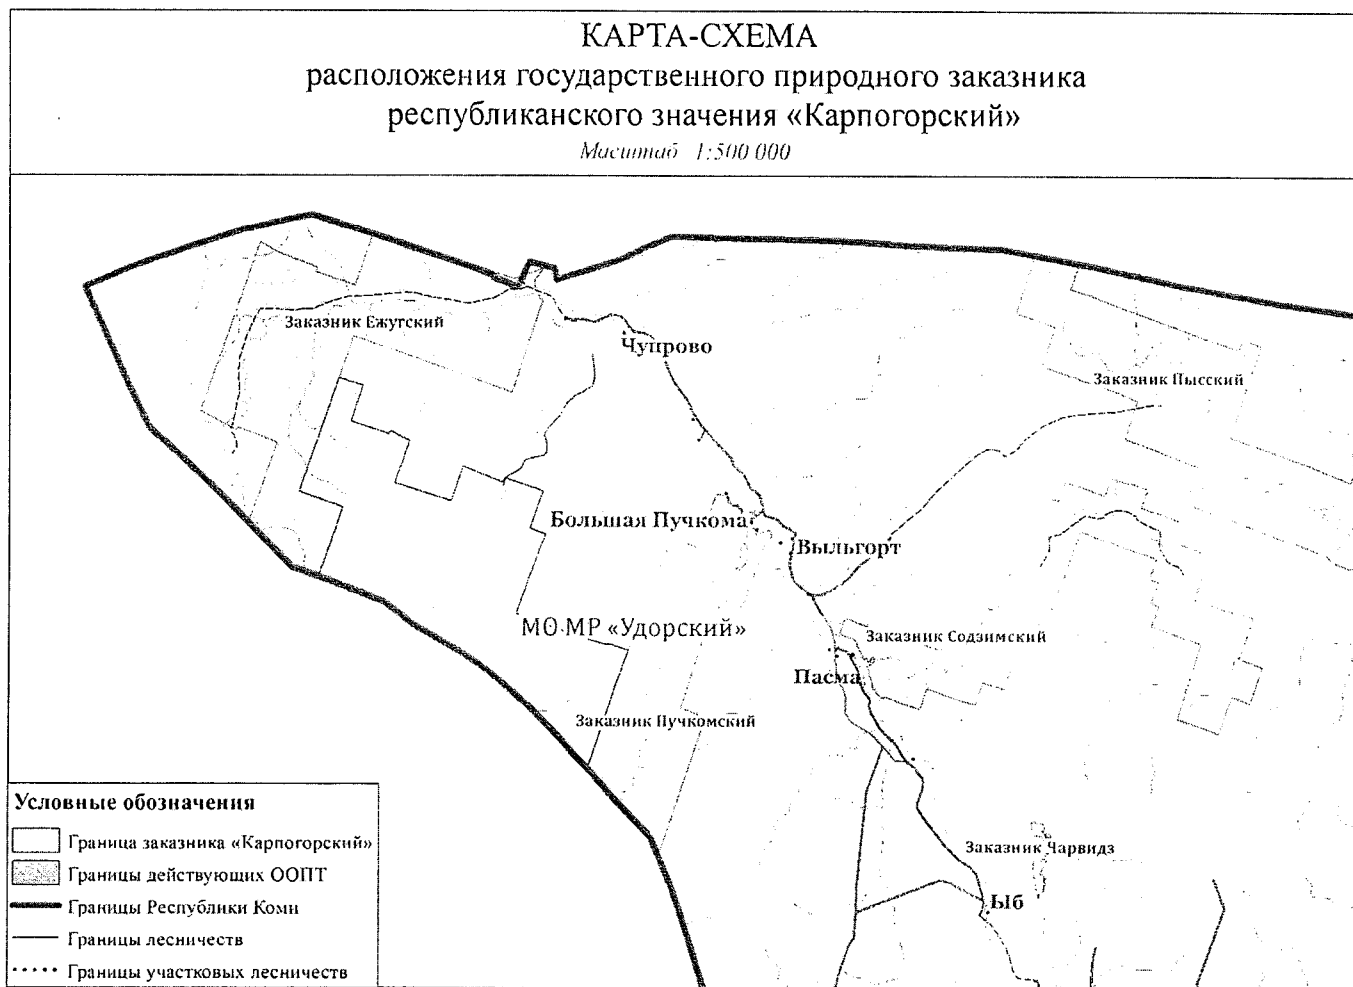 КАРТА-СХЕМА
расположения государственного природного заказника
республиканского значения «Карпогорский»
Масштаб 1:500 000
Заказник Ежугский
Чупрово
Заказник Пысский
Большая Пучкома
Выльгорт
МО МР «Удорский»
Заказник Содзимский
Пасма
Заказник Пучкомский
Заказник Чарвидз
Ыб
Условные обозначения
Граница заказника «Карпогорский»
Границы действующих ООПТ
Границы Республики Коми
Границы лесничеств
Границы участковых лесничеств